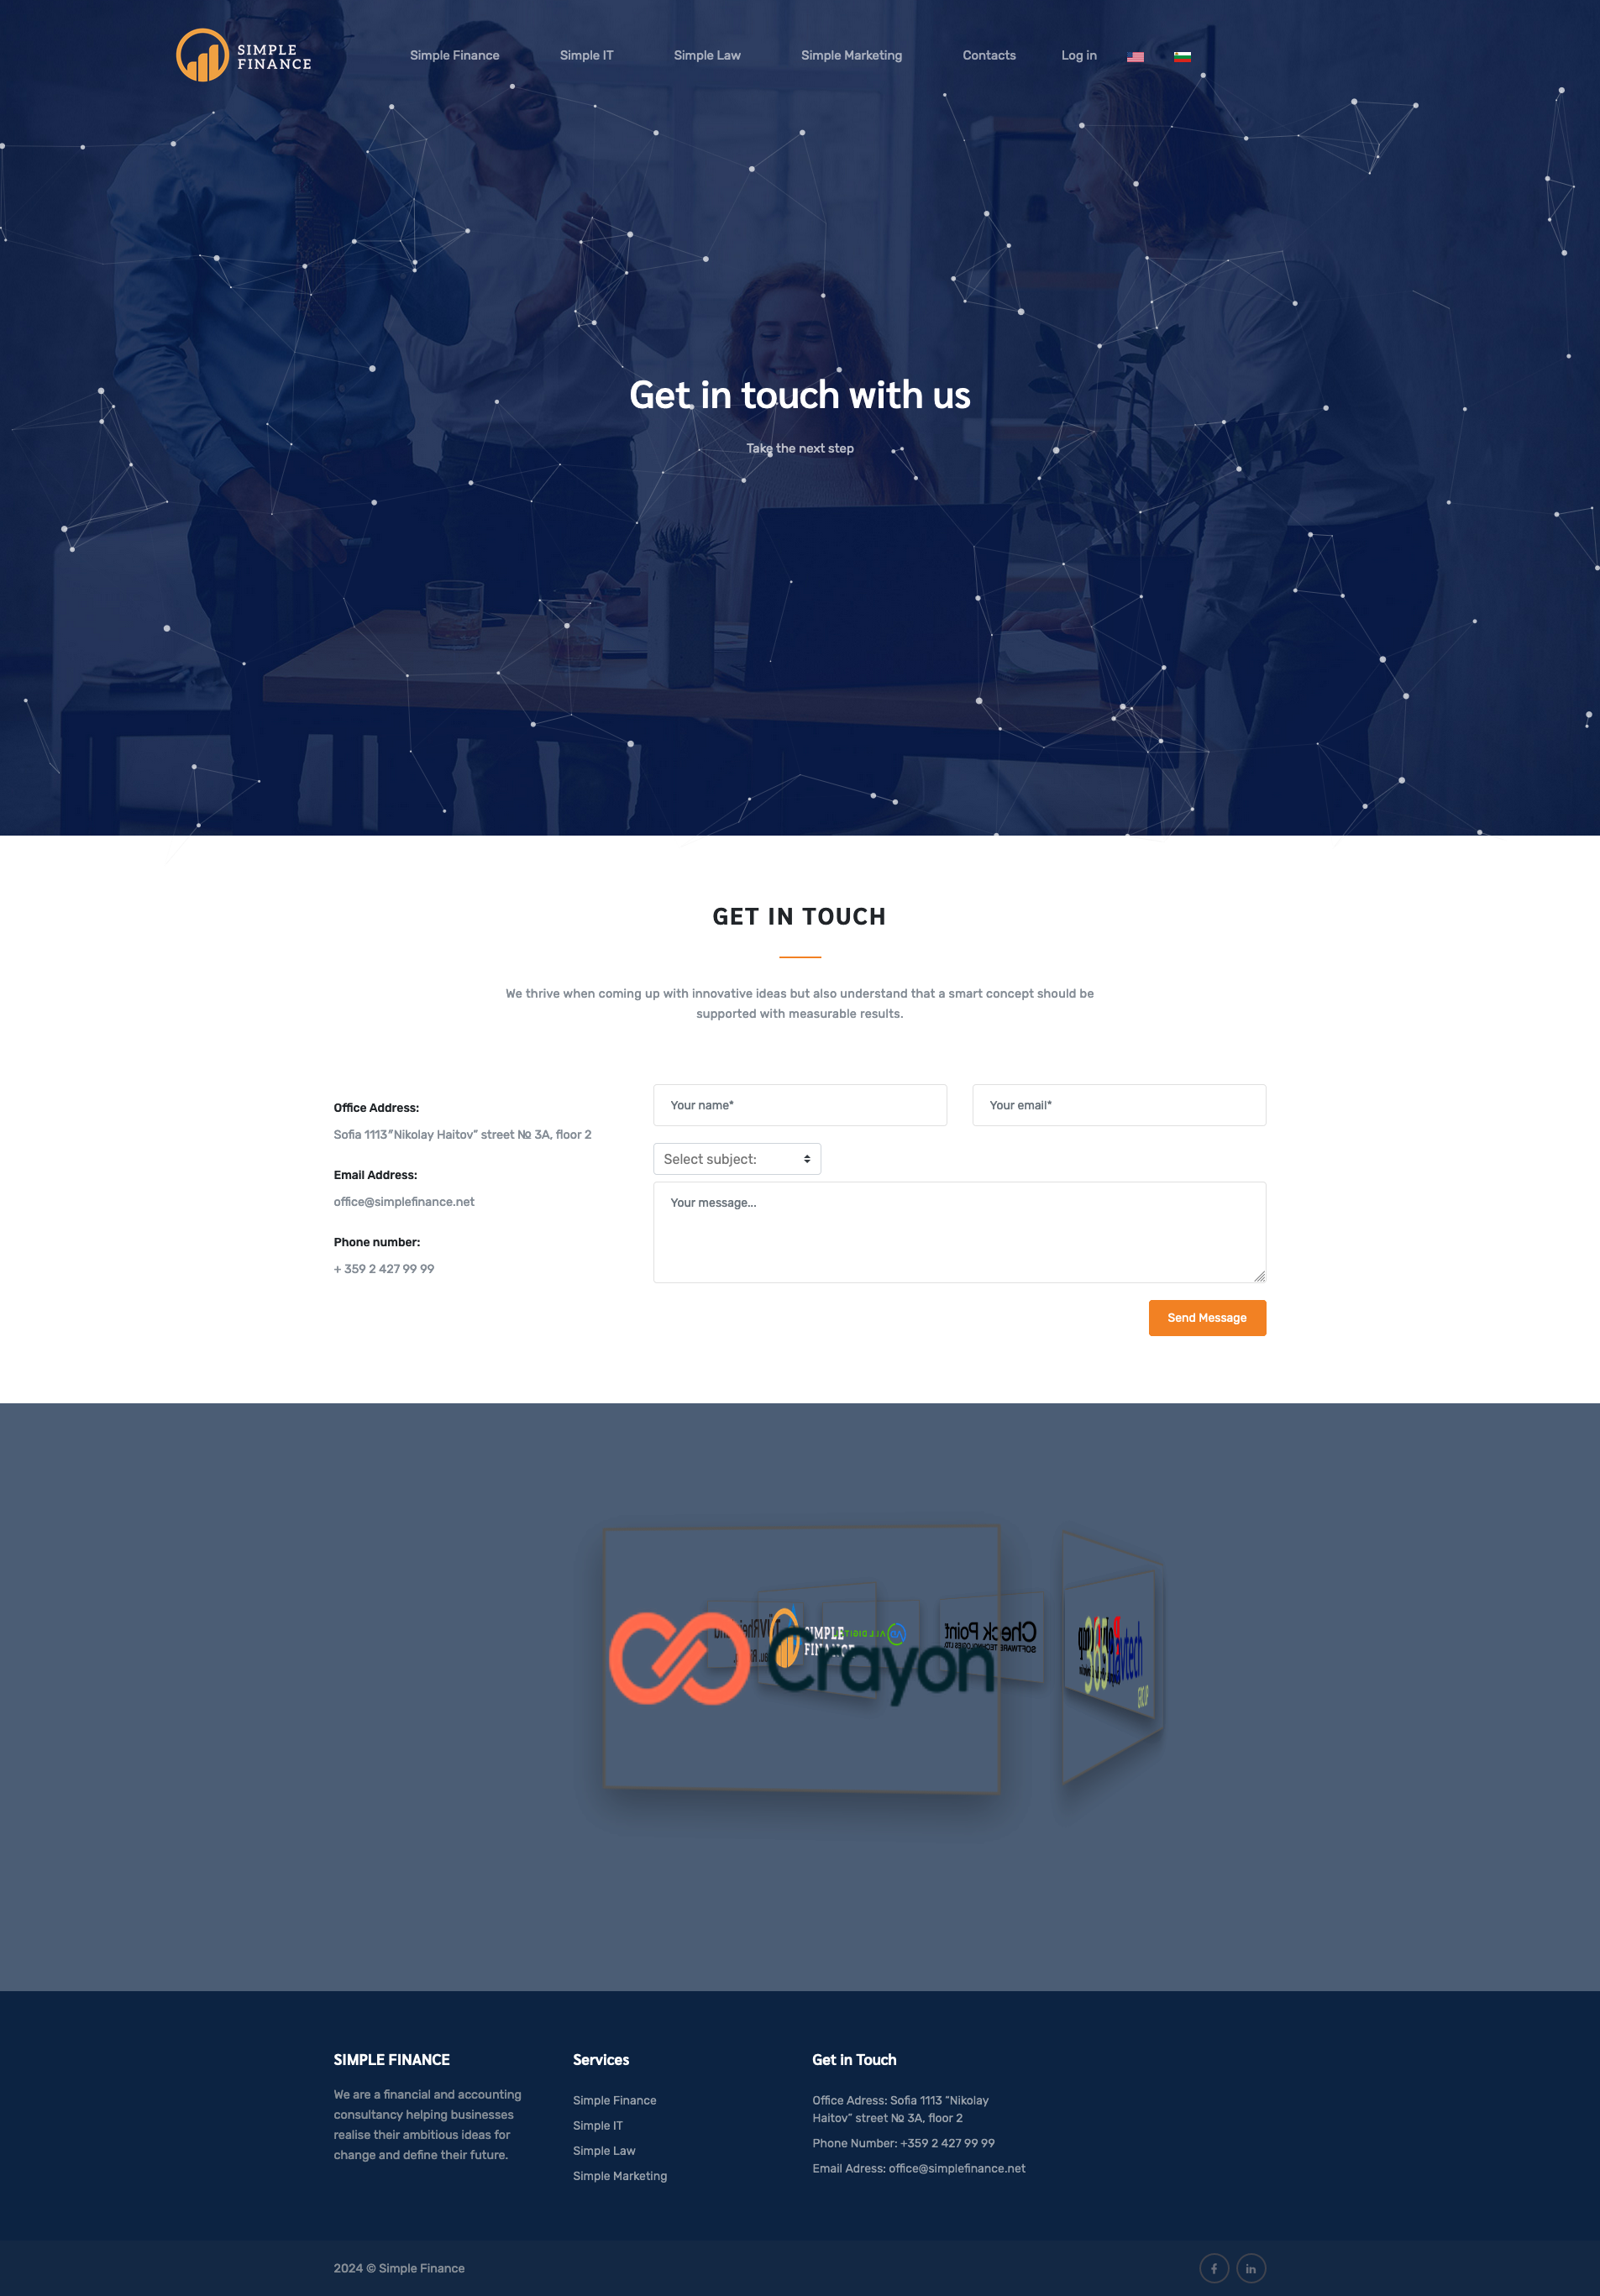 SIMPLE
FINANCE
Simple Finance
Simple IT
Simple Law
Simple Marketing
Contacts
Log in
Get in touch with us
Take the next step
GET IN TOUCH
We thrive when coming up with innovative ideas but also understand that a smart concept should be
supported with measurable results.
Office Address:
Sofia 1113"Nikolay Haitov" street № 3A, floor 2
Email Address:
office@simplefinance.net
Phone number:
+ 359 2 427 99 99
Your name*
Your email*
Select subject:
Your message...
Send Message
Crayon
SIMPLE
FINANCE
Check Point
SOFTWARE TECHNOLOGIES LTD
365
SIMPLE FINANCE
We are a financial and accounting
consultancy helping businesses
realise their ambitious ideas for
change and define their future.
Services
Simple Finance
Simple IT
Simple Law
Simple Marketing
Get in Touch
Office Adress: Sofia 1113 "Nikolay
Haitov" street № 3A, floor 2
Phone Number: +359 2 427 99 99
Email Adress: office@simplefinance.net
2024 © Simple Finance